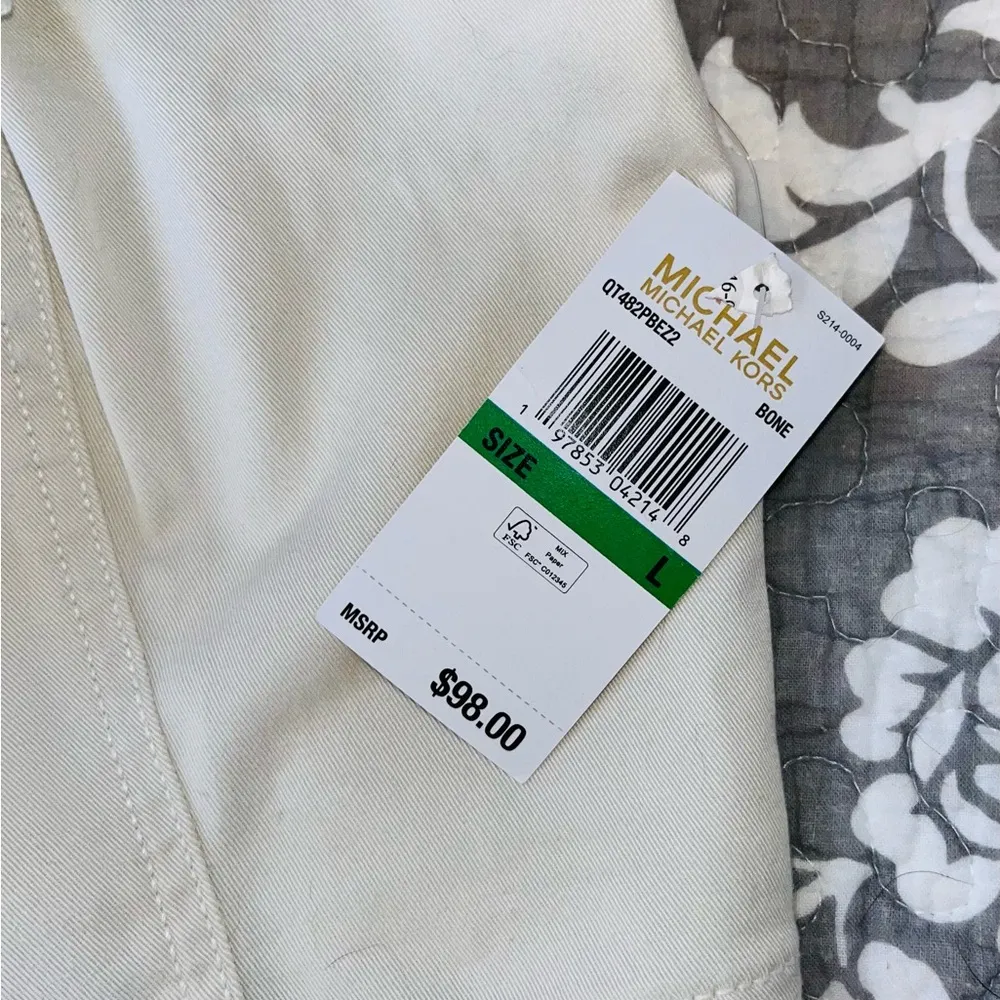 MICHAEL
MICHAEL KORS
S214-0004
QT482PBEZ2
BONE
1 97853 04214 8
SIZE L
FSC
MIX
Paper
FSC™ C012345
MSRP
$98.00